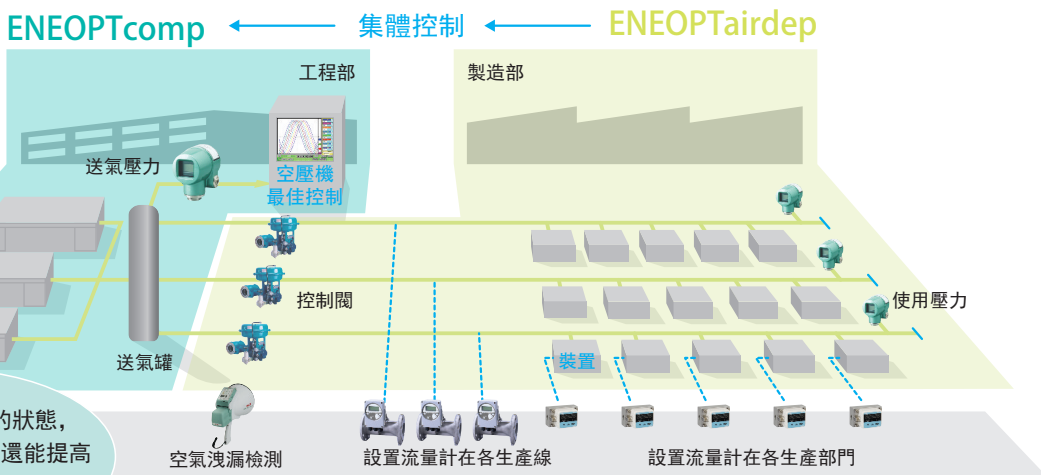 ENEOPTcomp
集體控制
ENEOPTairdep
工程部
製造部
送氣壓力
空壓機
最佳控制
控制閥
使用壓力
送氣罐
裝置
的狀態，
還能提高
空氣洩漏檢測
設置流量計在各生產線
設置流量計在各生產部門